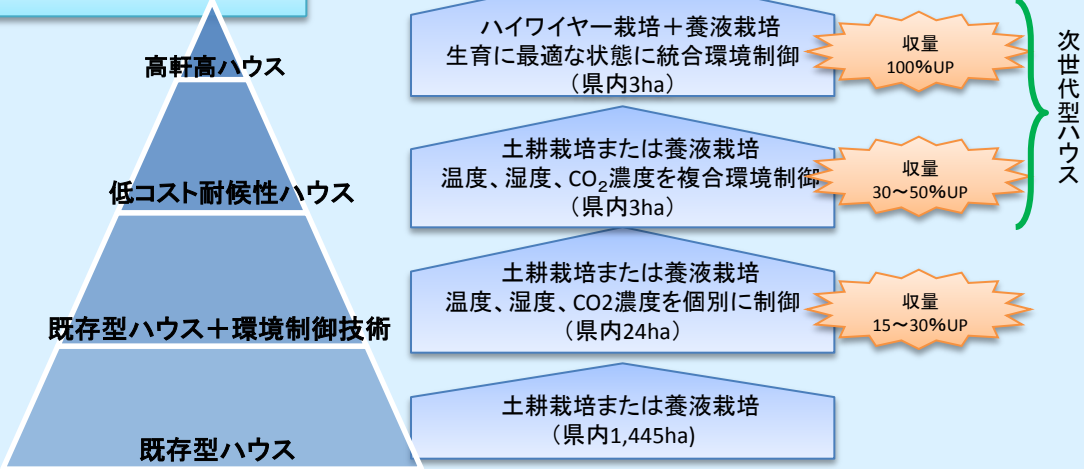 高軒高ハウス
ハイワイヤー栽培＋養液栽培
生育に最適な状態に統合環境制御
（県内3ha）
収量
100%UP
次世代型ハウス
低コスト耐候性ハウス
土耕栽培または養液栽培
温度、湿度、CO₂濃度を複合環境制御
（県内3ha）
収量
30～50%UP
既存型ハウス＋環境制御技術
土耕栽培または養液栽培
温度、湿度、CO2濃度を個別に制御
（県内24ha）
収量
15～30%UP
既存型ハウス
土耕栽培または養液栽培
（県内1,445ha)